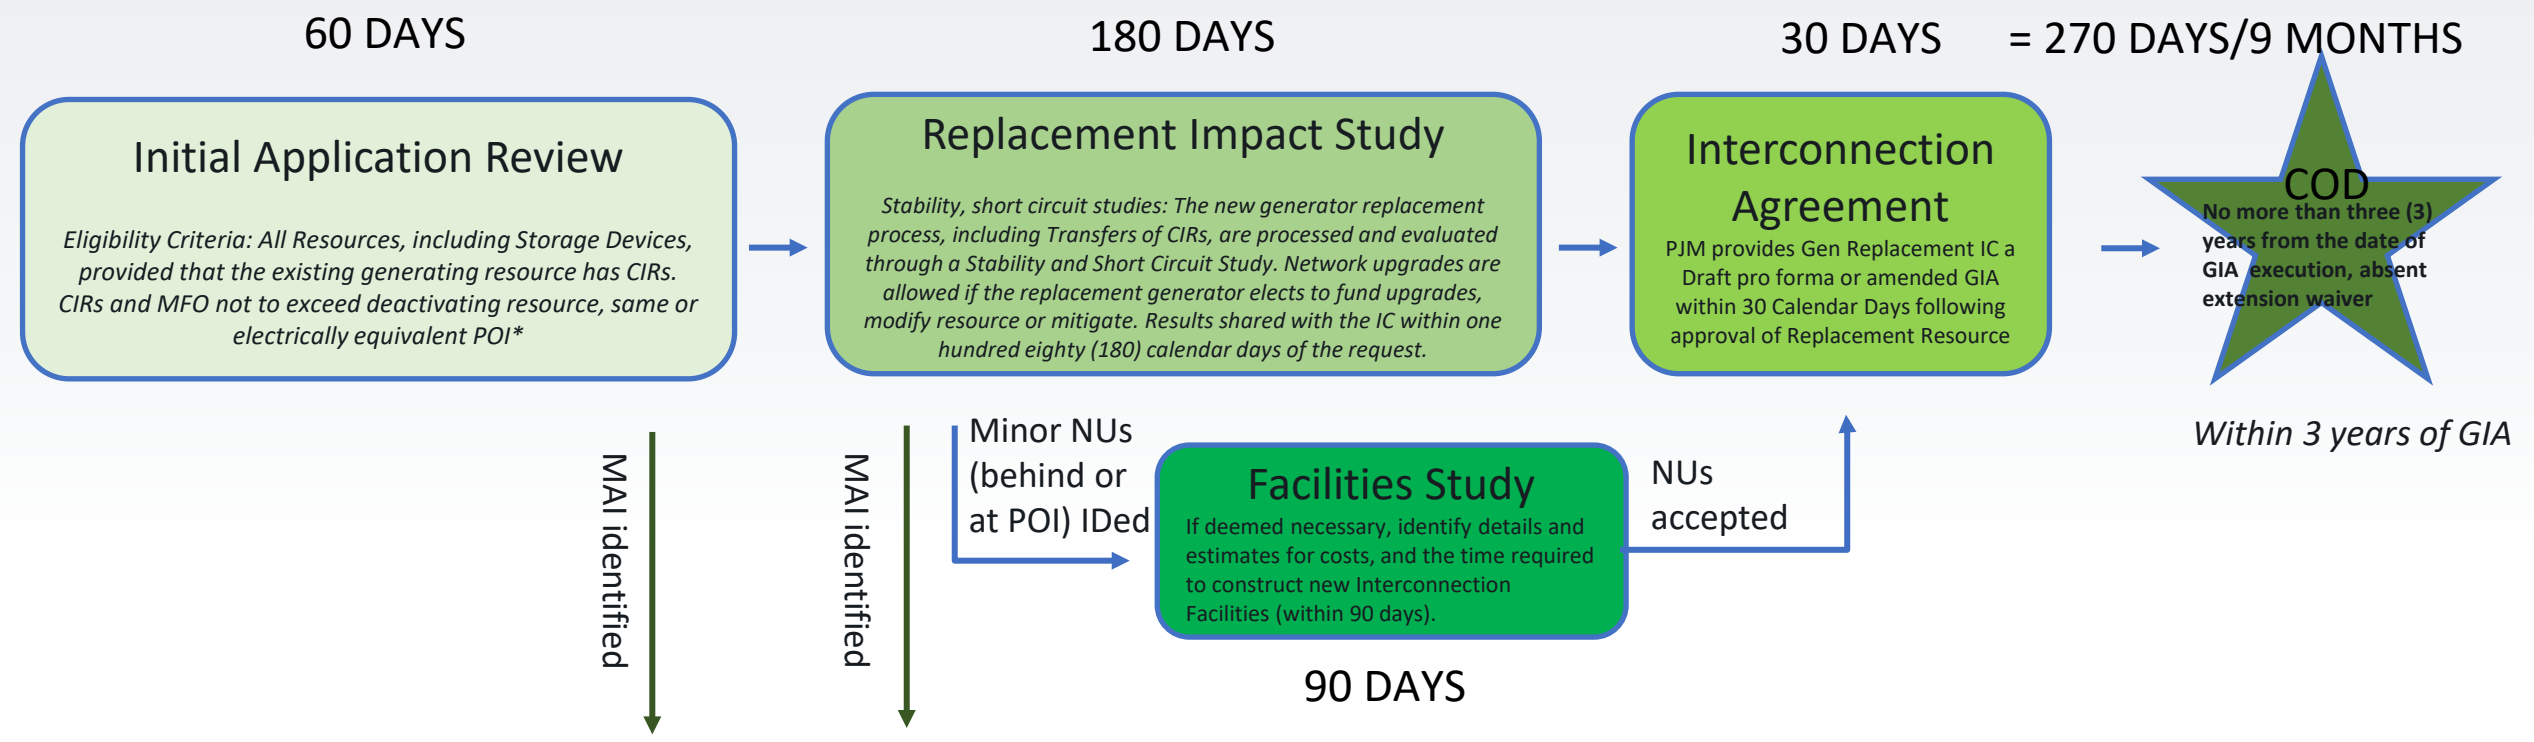 60 DAYS
180 DAYS
30 DAYS
= 270 DAYS/9 MONTHS
Initial Application Review
Eligibility Criteria: All Resources, including Storage Devices,
provided that the existing generating resource has CIRs.
CIRs and MFO not to exceed deactivating resource, same or
electrically equivalent POI*
Replacement Impact Study
Stability, short circuit studies: The new generator replacement
process, including Transfers of CIRs, are processed and evaluated
through a Stability and Short Circuit Study. Network upgrades are
allowed if the replacement generator elects to fund upgrades,
modify resource or mitigate. Results shared with the IC within one
hundred eighty (180) calendar days of the request.
Interconnection
Agreement
PJM provides Gen Replacement IC a
Draft pro forma or amended GIA
within 30 Calendar Days following
approval of Replacement Resource
COD
No more than three (3)
years from the date of
GIA execution, absent
extension waiver
Within 3 years of GIA
MAI identified
MAI identified
Minor NUs
(behind or
at POI) IDed
Facilities Study
If deemed necessary, identify details and
estimates for costs, and the time required
to construct new Interconnection
Facilities (within 90 days).
NUs
accepted
90 DAYS